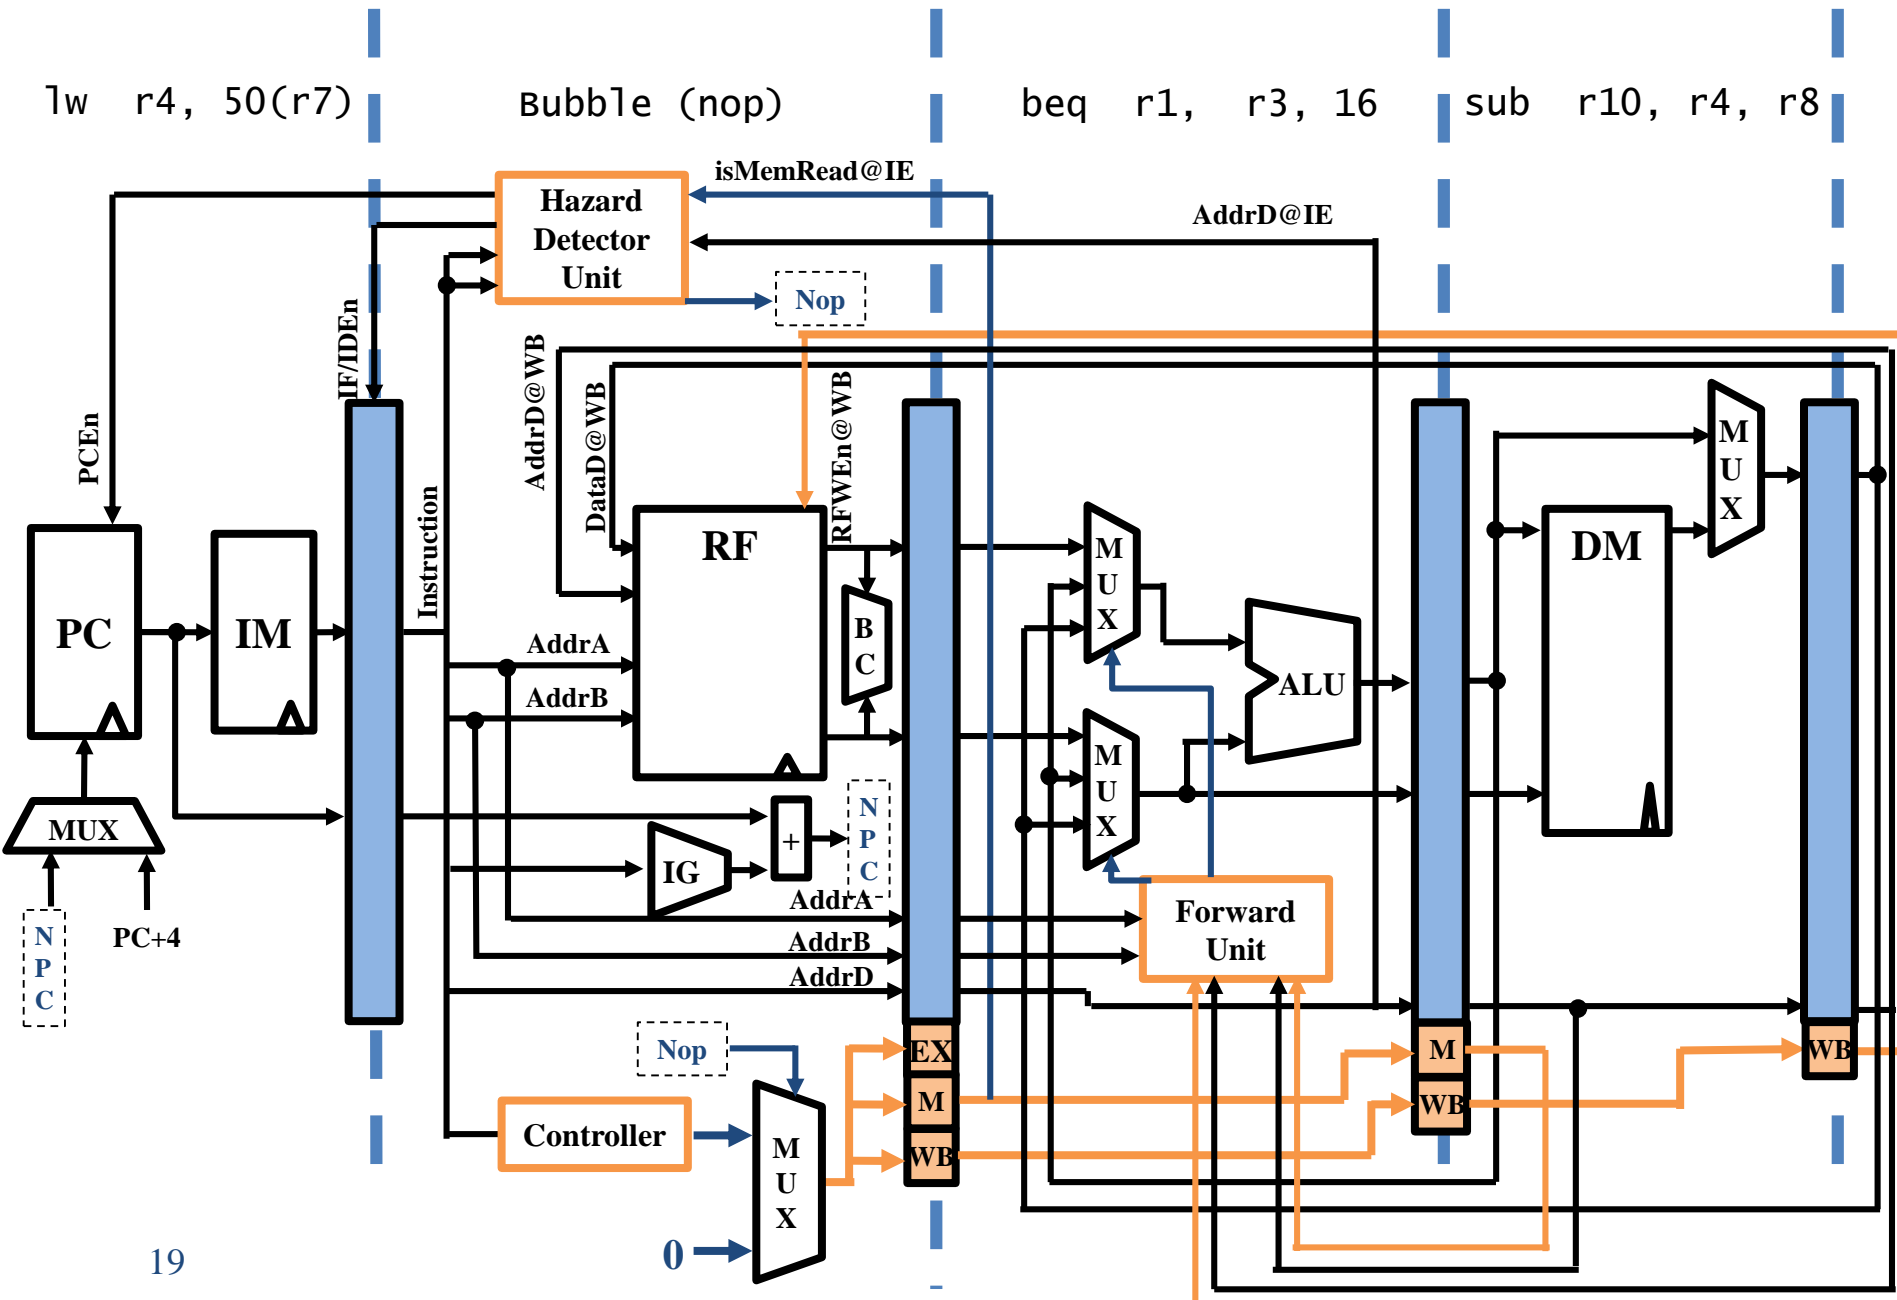 lw r4, 50(r7)
Bubble (nop)
beq r1, r3, 16
sub r10, r4, r8
isMemRead@IE
Hazard
Detector
Unit
AddrD@IE
Nop
IF/IDEn
PCEn
AddrD@WB
DataD@WB
RFWEn@WB
Instruction
PC
IM
RF
B
C
AddrA
AddrB
M
U
X
M
U
X
ALU
DM
M
U
X
MUX
N
P
C
PC+4
IG
+
N
P
C
AddrA
AddrB
AddrD
Forward
Unit
Nop
Controller
M
U
X
0
EX
M
WB
M
WB
WB
19